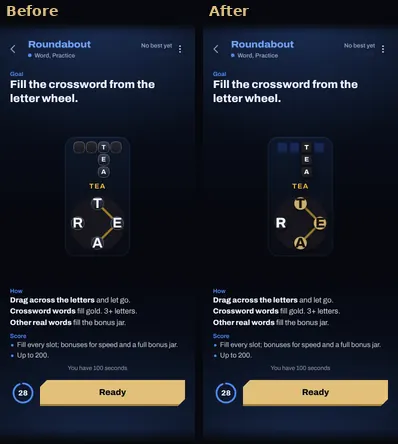 Before
After
Roundabout
No best yet
Word, Practice
Goal
Fill the crossword from the
letter wheel.
T
E
A
TEA
T
R
E
A
How
Drag across the letters and let go.
Crossword words fill gold. 3+ letters.
Other real words fill the bonus jar.
Score
Fill every slot; bonuses for speed and a full bonus jar.
Up to 200.
You have 100 seconds
28
Ready
Roundabout
No best yet
Word, Practice
Goal
Fill the crossword from the
letter wheel.
T
E
A
TEA
T
R
E
A
How
Drag across the letters and let go.
Crossword words fill gold. 3+ letters.
Other real words fill the bonus jar.
Score
Fill every slot; bonuses for speed and a full bonus jar.
Up to 200.
You have 100 seconds
28
Ready